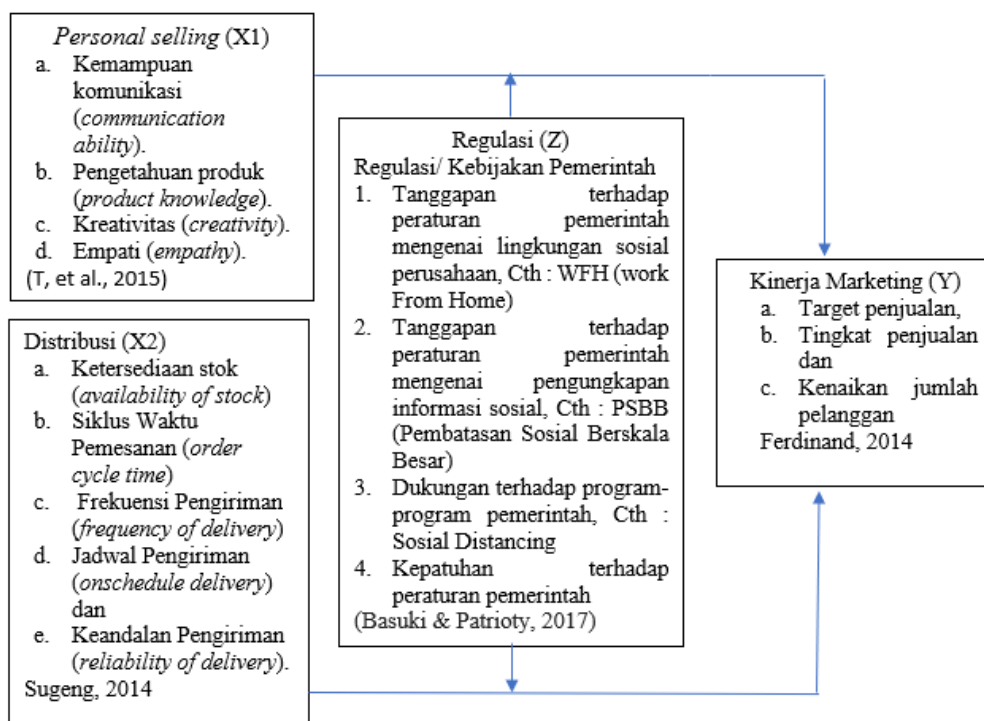 Personal selling (X1)
a. Kemampuan
komunikasi
(communication
ability).
b. Pengetahuan produk
(product knowledge).
c. Kreativitas (creativity).
d. Empati (empathy).
(T, et al., 2015)
Distribusi (X2)
a. Ketersediaan stok
(availability of stock)
b. Siklus Waktu
Pemesanan (order
cycle time)
c. Frekuensi Pengiriman
(frequency of delivery)
d. Jadwal Pengiriman
(onschedule delivery)
dan
e. Keandalan Pengiriman
(reliability of delivery).
Sugeng, 2014
Regulasi (Z)
Regulasi/ Kebijakan Pemerintah
1. Tanggapan terhadap
peraturan pemerintah
mengenai lingkungan sosial
perusahaan, Cth : WFH (work
From Home)
2. Tanggapan terhadap
peraturan pemerintah
mengenai pengungkapan
informasi sosial, Cth : PSBB
(Pembatasan Sosial Berskala
Besar)
3. Dukungan terhadap program-
program pemerintah, Cth :
Sosial Distancing
4. Kepatuhan terhadap
peraturan pemerintah
(Basuki & Patrioty, 2017)
Kinerja Marketing (Y)
a. Target penjualan,
b. Tingkat penjualan
dan
c. Kenaikan jumlah
pelanggan
Ferdinand, 2014